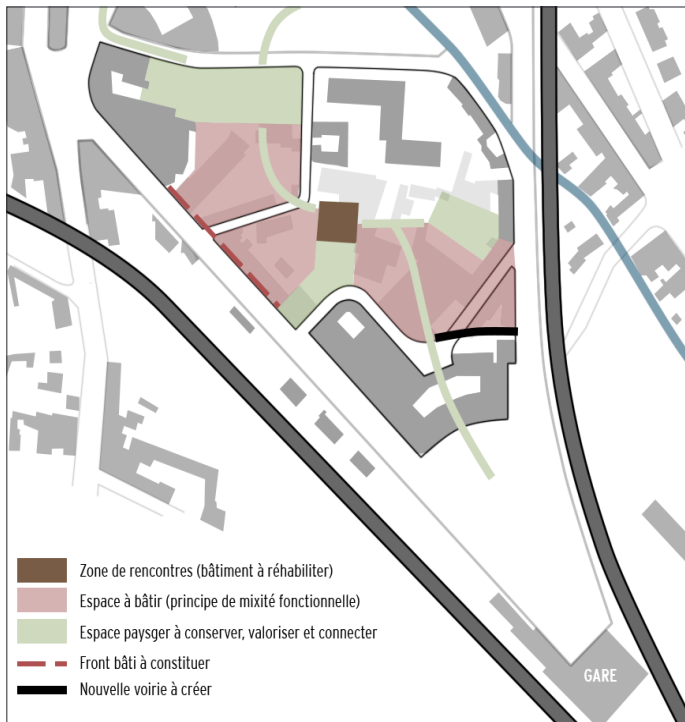 Zone de rencontres (bâtiment à réhabiliter)
Espace à bâtir (principe de mixité fonctionnelle)
Espace paysger à conserver, valoriser et connecter
Front bâti à constituer
Nouvelle voirie à créer
GARE